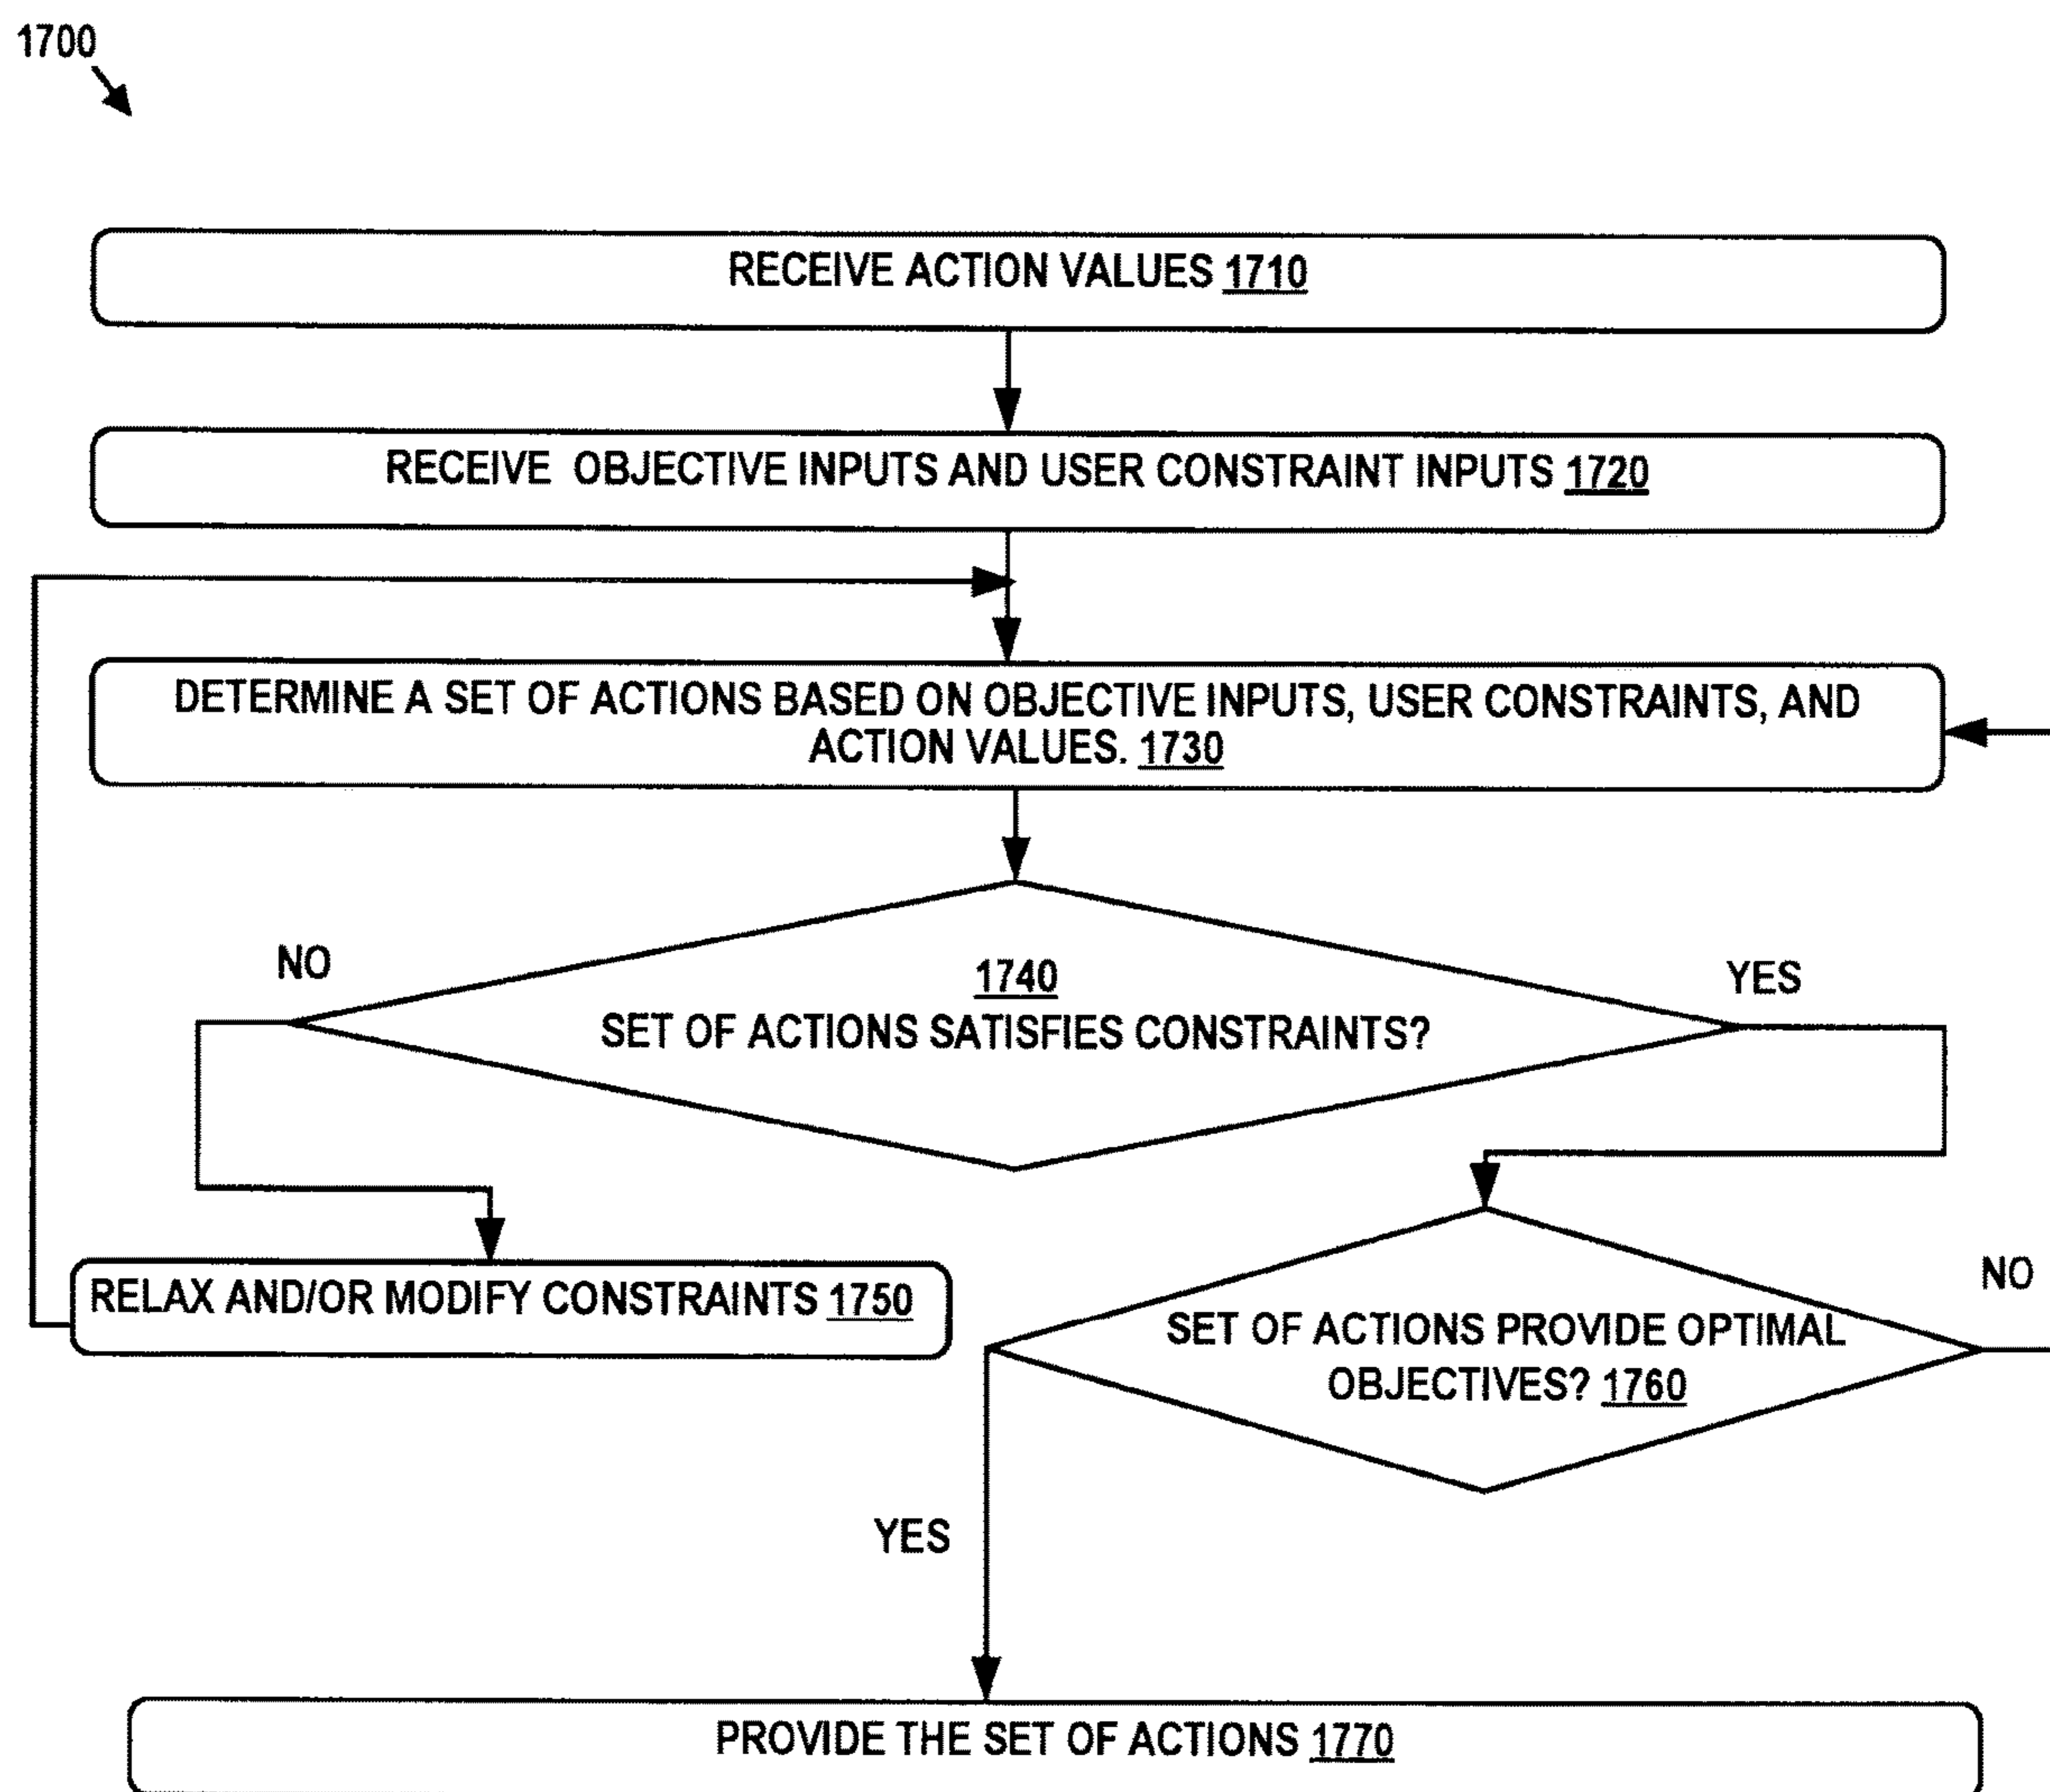 1700
RECEIVE ACTION VALUES 1710
RECEIVE OBJECTIVE INPUTS AND USER CONSTRAINT INPUTS 1720
DETERMINE A SET OF ACTIONS BASED ON OBJECTIVE INPUTS, USER CONSTRAINTS, AND
ACTION VALUES. 1730
NO
1740
YES
SET OF ACTIONS SATISFIES CONSTRAINTS?
RELAX AND/OR MODIFY CONSTRAINTS 1750
NO
SET OF ACTIONS PROVIDE OPTIMAL
OBJECTIVES? 1760
YES
PROVIDE THE SET OF ACTIONS 1770